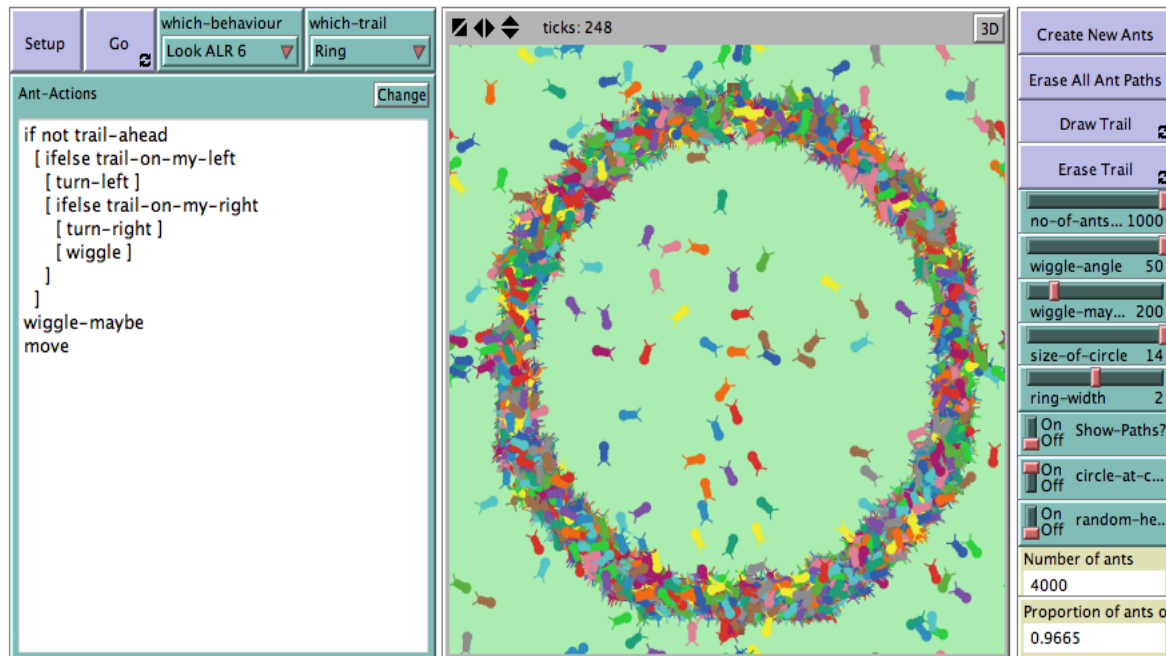 Setup
Go
which-behaviour
Look ALR 6
which-trail
Ring
ticks: 248
3D
Ant-Actions
Change
if not trail-ahead
[ ifelse trail-on-my-left
[ turn-left ]
[ifelse trail-on-my-right
[ turn-right ]
[ wiggle ]
]
]
wiggle-maybe
move
Create New Ants
Erase All Ant Paths
Draw Trail
Erase Trail
no-of-ants... 1000
wiggle-angle 50
wiggle-may... 200
size-of-circle 14
ring-width 2
On
Off
Show-Paths?
On
Off
circle-at-c...
On
Off
random-he..
Number of ants
4000
Proportion of ants o
0.9665